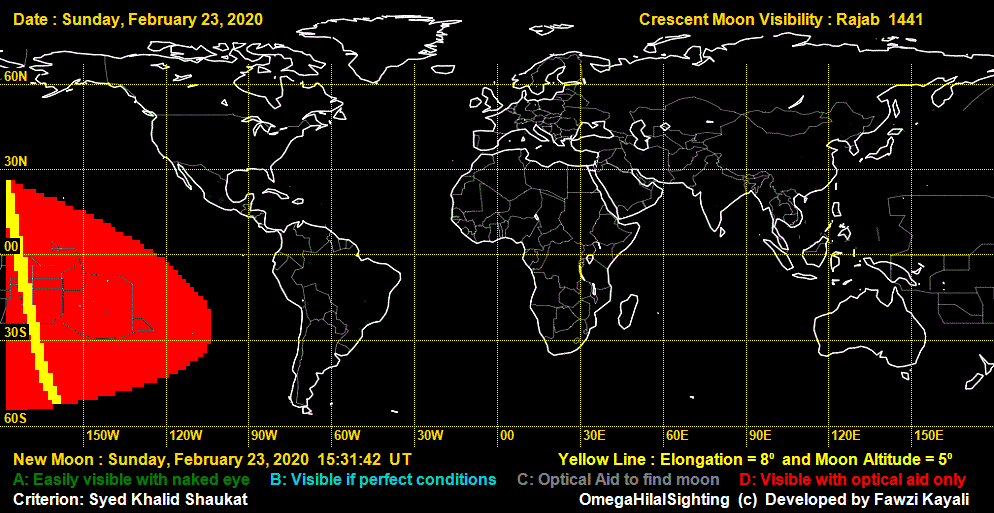 Date : Sunday, February 23, 2020 Crescent Moon Visibility : Rajab 1441
60N
30N
00
30S
60S
150W 120W 90W 60W 30W 00 30E 60E 90E 120E 150E
New Moon : Sunday, February 23, 2020 15:31:42 UT Yellow Line : Elongation = 8º and Moon Altitude = 5º
A: Easily visible with naked eye B: Visible if perfect conditions C: Optical Aid to find moon D: Visible with optical aid only
Criterion: Syed Khalid Shaukat OmegaHilalSighting (c) Developed by Fawzi Kayali